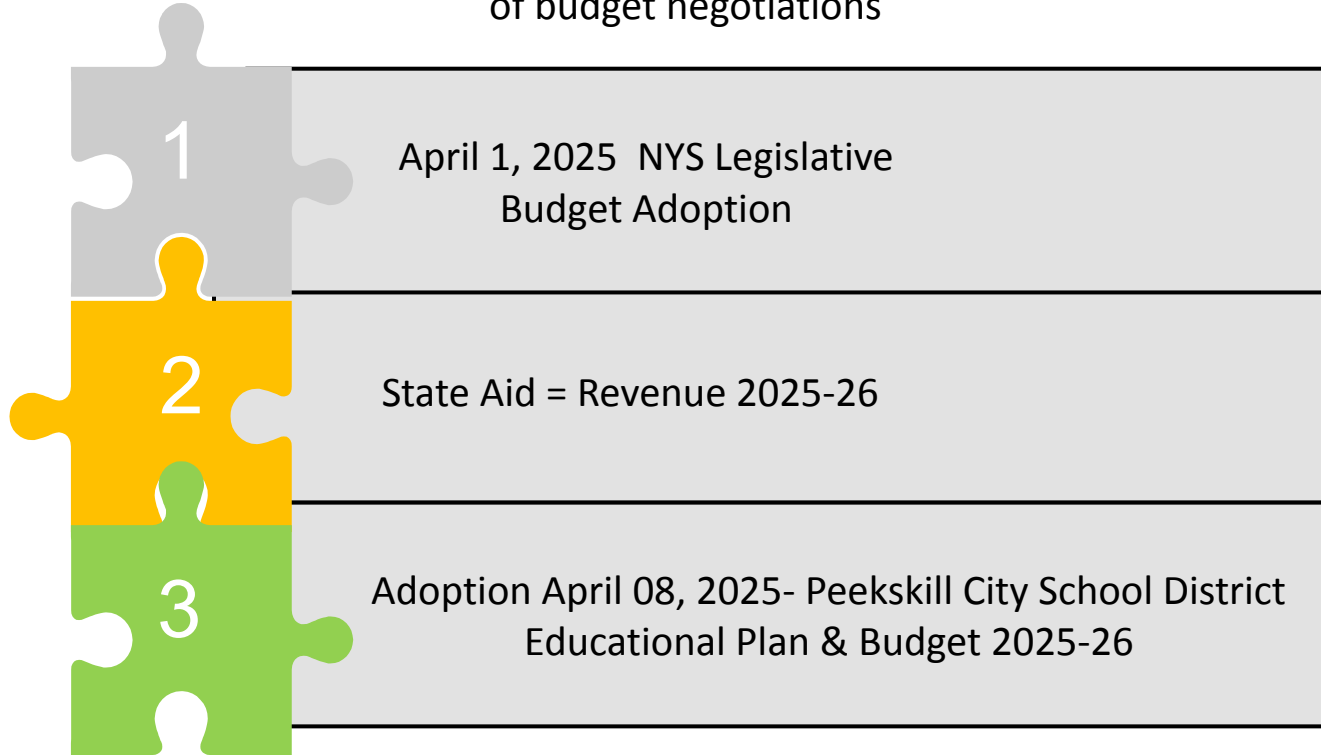 of budget negotiations
1
April 1, 2025  NYS Legislative
Budget Adoption
2
State Aid = Revenue 2025-26
3
Adoption April 08, 2025- Peekskill City School District
Educational Plan & Budget 2025-26